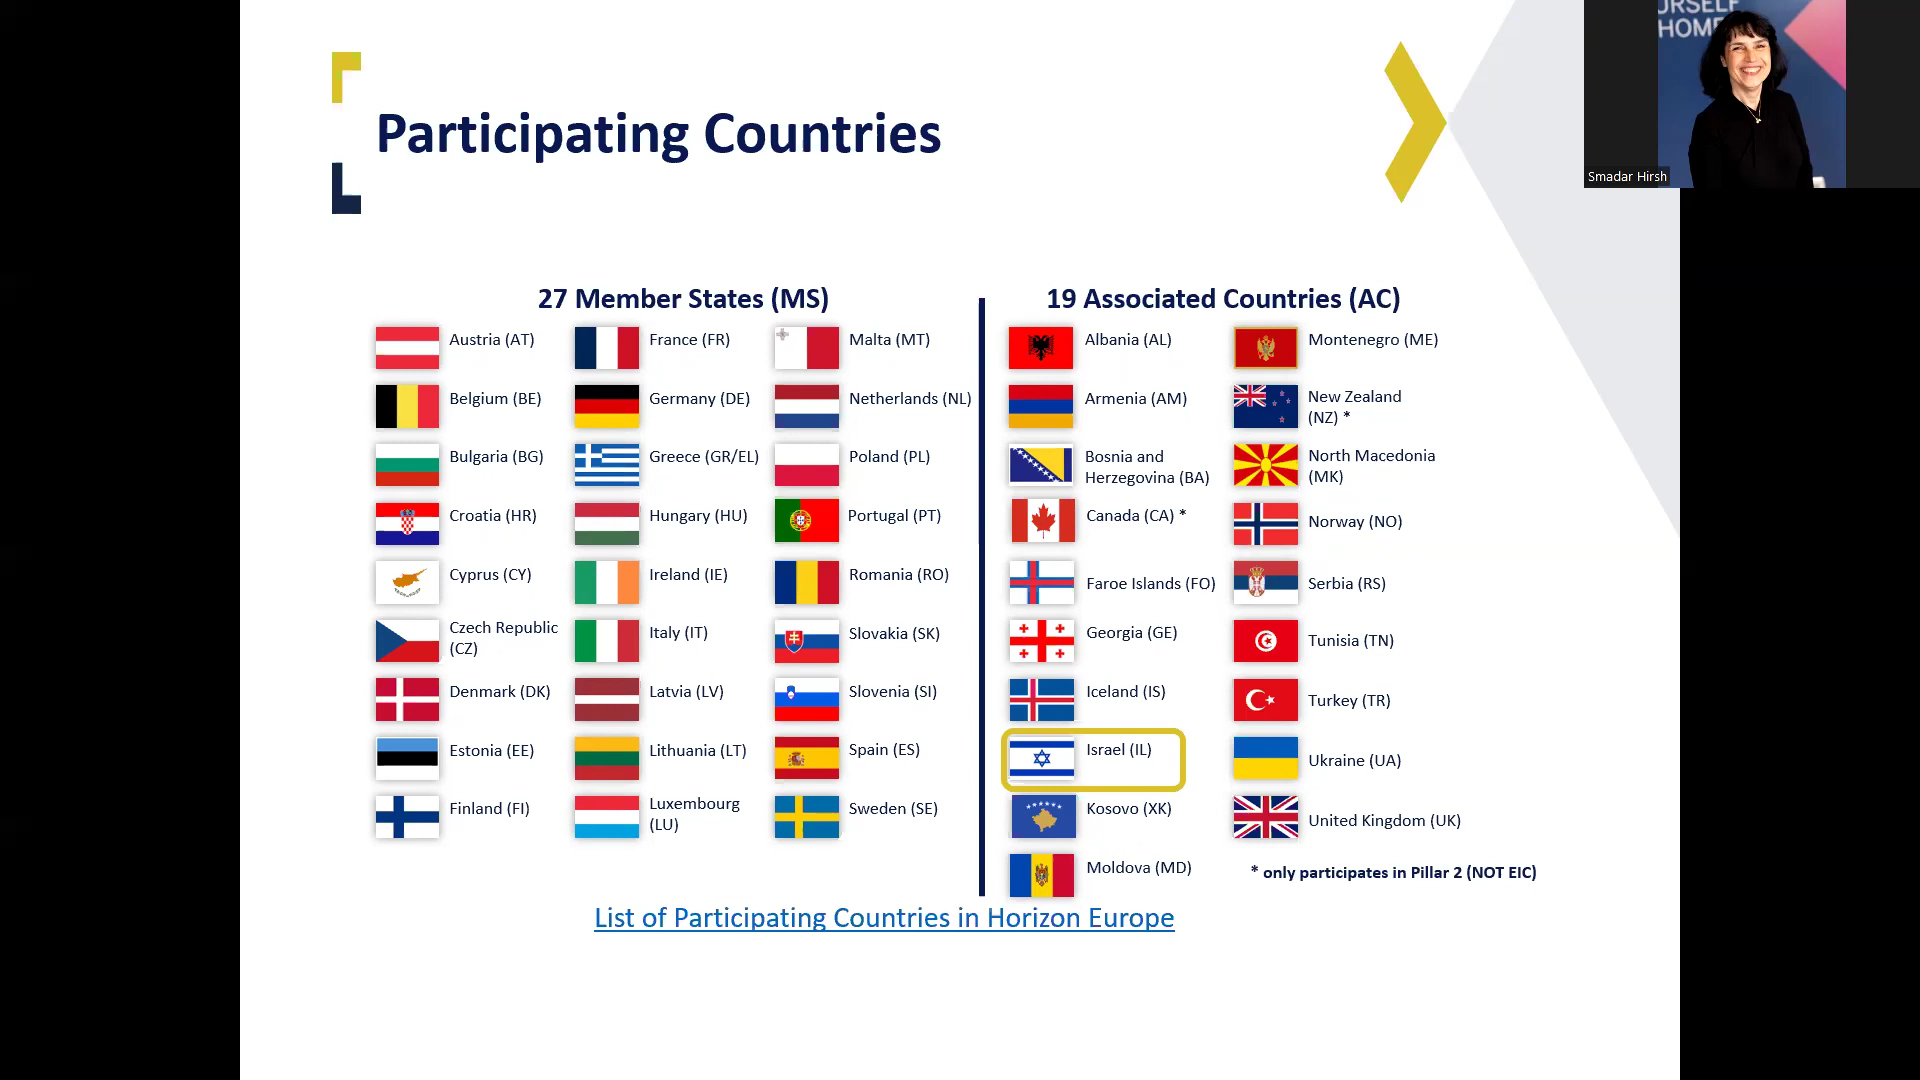 Participating Countries
27 Member States (MS)
Austria (AT)
Belgium (BE)
Bulgaria (BG)
Croatia (HR)
Cyprus (CY)
Czech Republic
(CZ)
Denmark (DK)
Estonia (EE)
Finland (FI)
France (FR)
Germany (DE)
Greece (GR/EL)
Hungary (HU)
Ireland (IE)
Italy (IT)
Latvia (LV)
Lithuania (LT)
Luxembourg
(LU)
Malta (MT)
Netherlands (NL)
Poland (PL)
Portugal (PT)
Romania (RO)
Slovakia (SK)
Slovenia (SI)
Spain (ES)
Sweden (SE)
19 Associated Countries (AC)
Albania (AL)
Armenia (AM)
Bosnia and
Herzegovina (BA)
Canada (CA) *
Faroe Islands (FO)
Georgia (GE)
Iceland (IS)
Israel (IL)
Kosovo (XK)
Moldova (MD)
Montenegro (ME)
New Zealand
(NZ) *
North Macedonia
(MK)
Norway (NO)
Serbia (RS)
Tunisia (TN)
Turkey (TR)
Ukraine (UA)
United Kingdom (UK)
* only participates in Pillar 2 (NOT EIC)
List of Participating Countries in Horizon Europe
URSELF
HOME
Smadar Hirsh